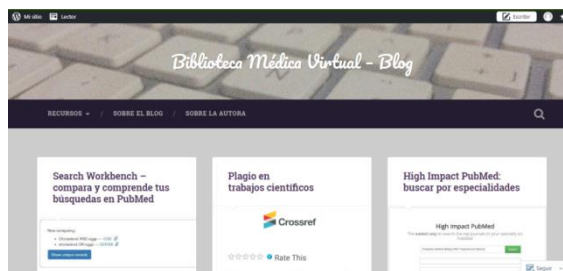 Mi sitio Lector Escribir
Biblioteca Médica Virtual – Blog
RECURSOS / SOBRE EL BLOG / SOBRE LA AUTORA
Search Workbench –
compara y comprende tus
búsquedas en PubMed
Now comparing:
Plagio en
trabajos científicos
Crossref
Rate This
High Impact PubMed:
buscar por especialidades
High Impact PubMed
Seguir